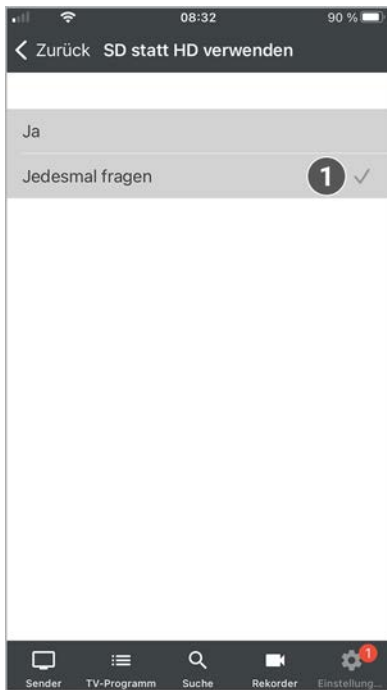 08:32 90 %
Zurück SD statt HD verwenden
Ja
Jedesmal fragen 1
1
Sender TV-Programm Suche Rekorder Einstellung...